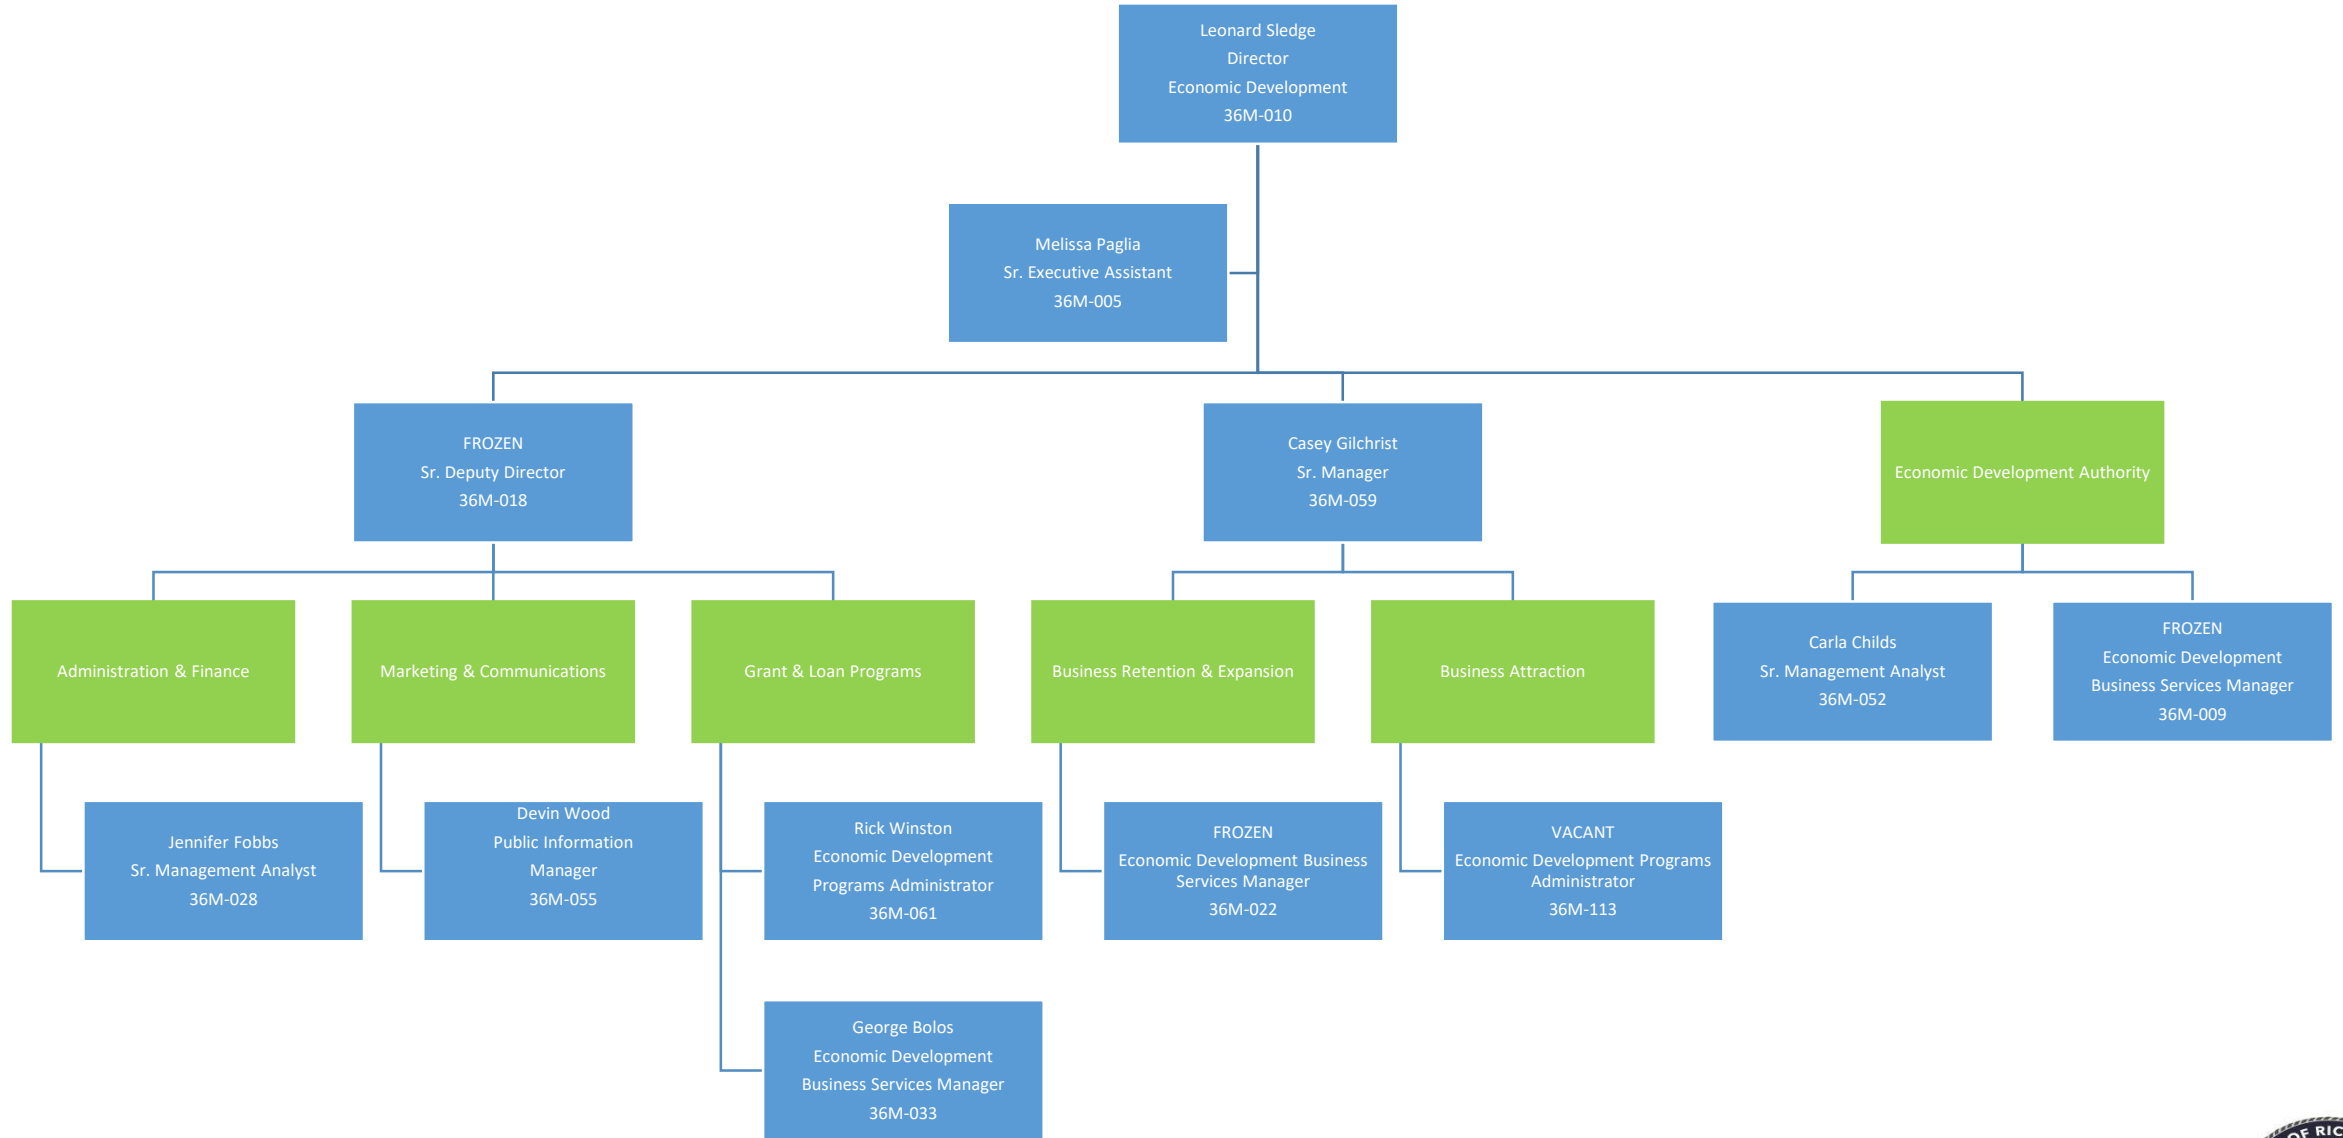 Leonard Sledge
Director
Economic Development
36M-010
Melissa Paglia
Sr. Executive Assistant
36M-005
FROZEN
Sr. Deputy Director
36M-018
Casey Gilchrist
Sr. Manager
36M-059
Economic Development Authority
Administration & Finance
Marketing & Communications
Grant & Loan Programs
Business Retention & Expansion
Business Attraction
Carla Childs
Sr. Management Analyst
36M-052
FROZEN
Economic Development
Business Services Manager
36M-009
Jennifer Fobbs
Sr. Management Analyst
36M-028
Devin Wood
Public Information
Manager
36M-055
Rick Winston
Economic Development
Programs Administrator
36M-061
FROZEN
Economic Development Business
Services Manager
36M-022
VACANT
Economic Development Programs
Administrator
36M-113
George Bolos
Economic Development
Business Services Manager
36M-033
OF RIC